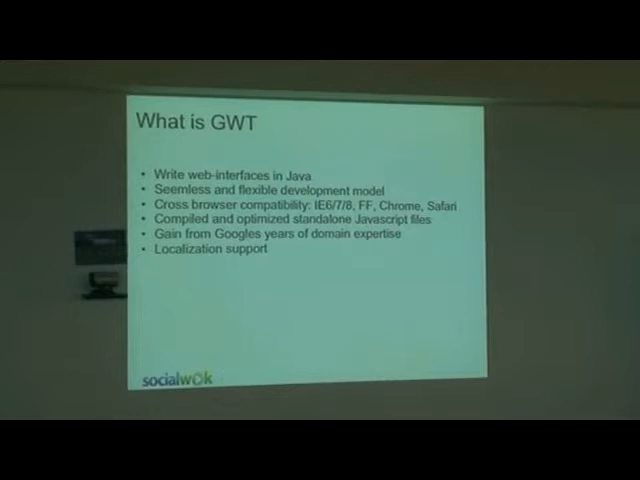 What is GWT
• Write web-interfaces in Java
• Seemless and flexible development model
• Cross browser compatibility: IE6/7/8, FF, Chrome, Safari
• Compiled and optimized standalone Javascript files
• Gain from Googles years of domain expertise
• Localization support
socialwok